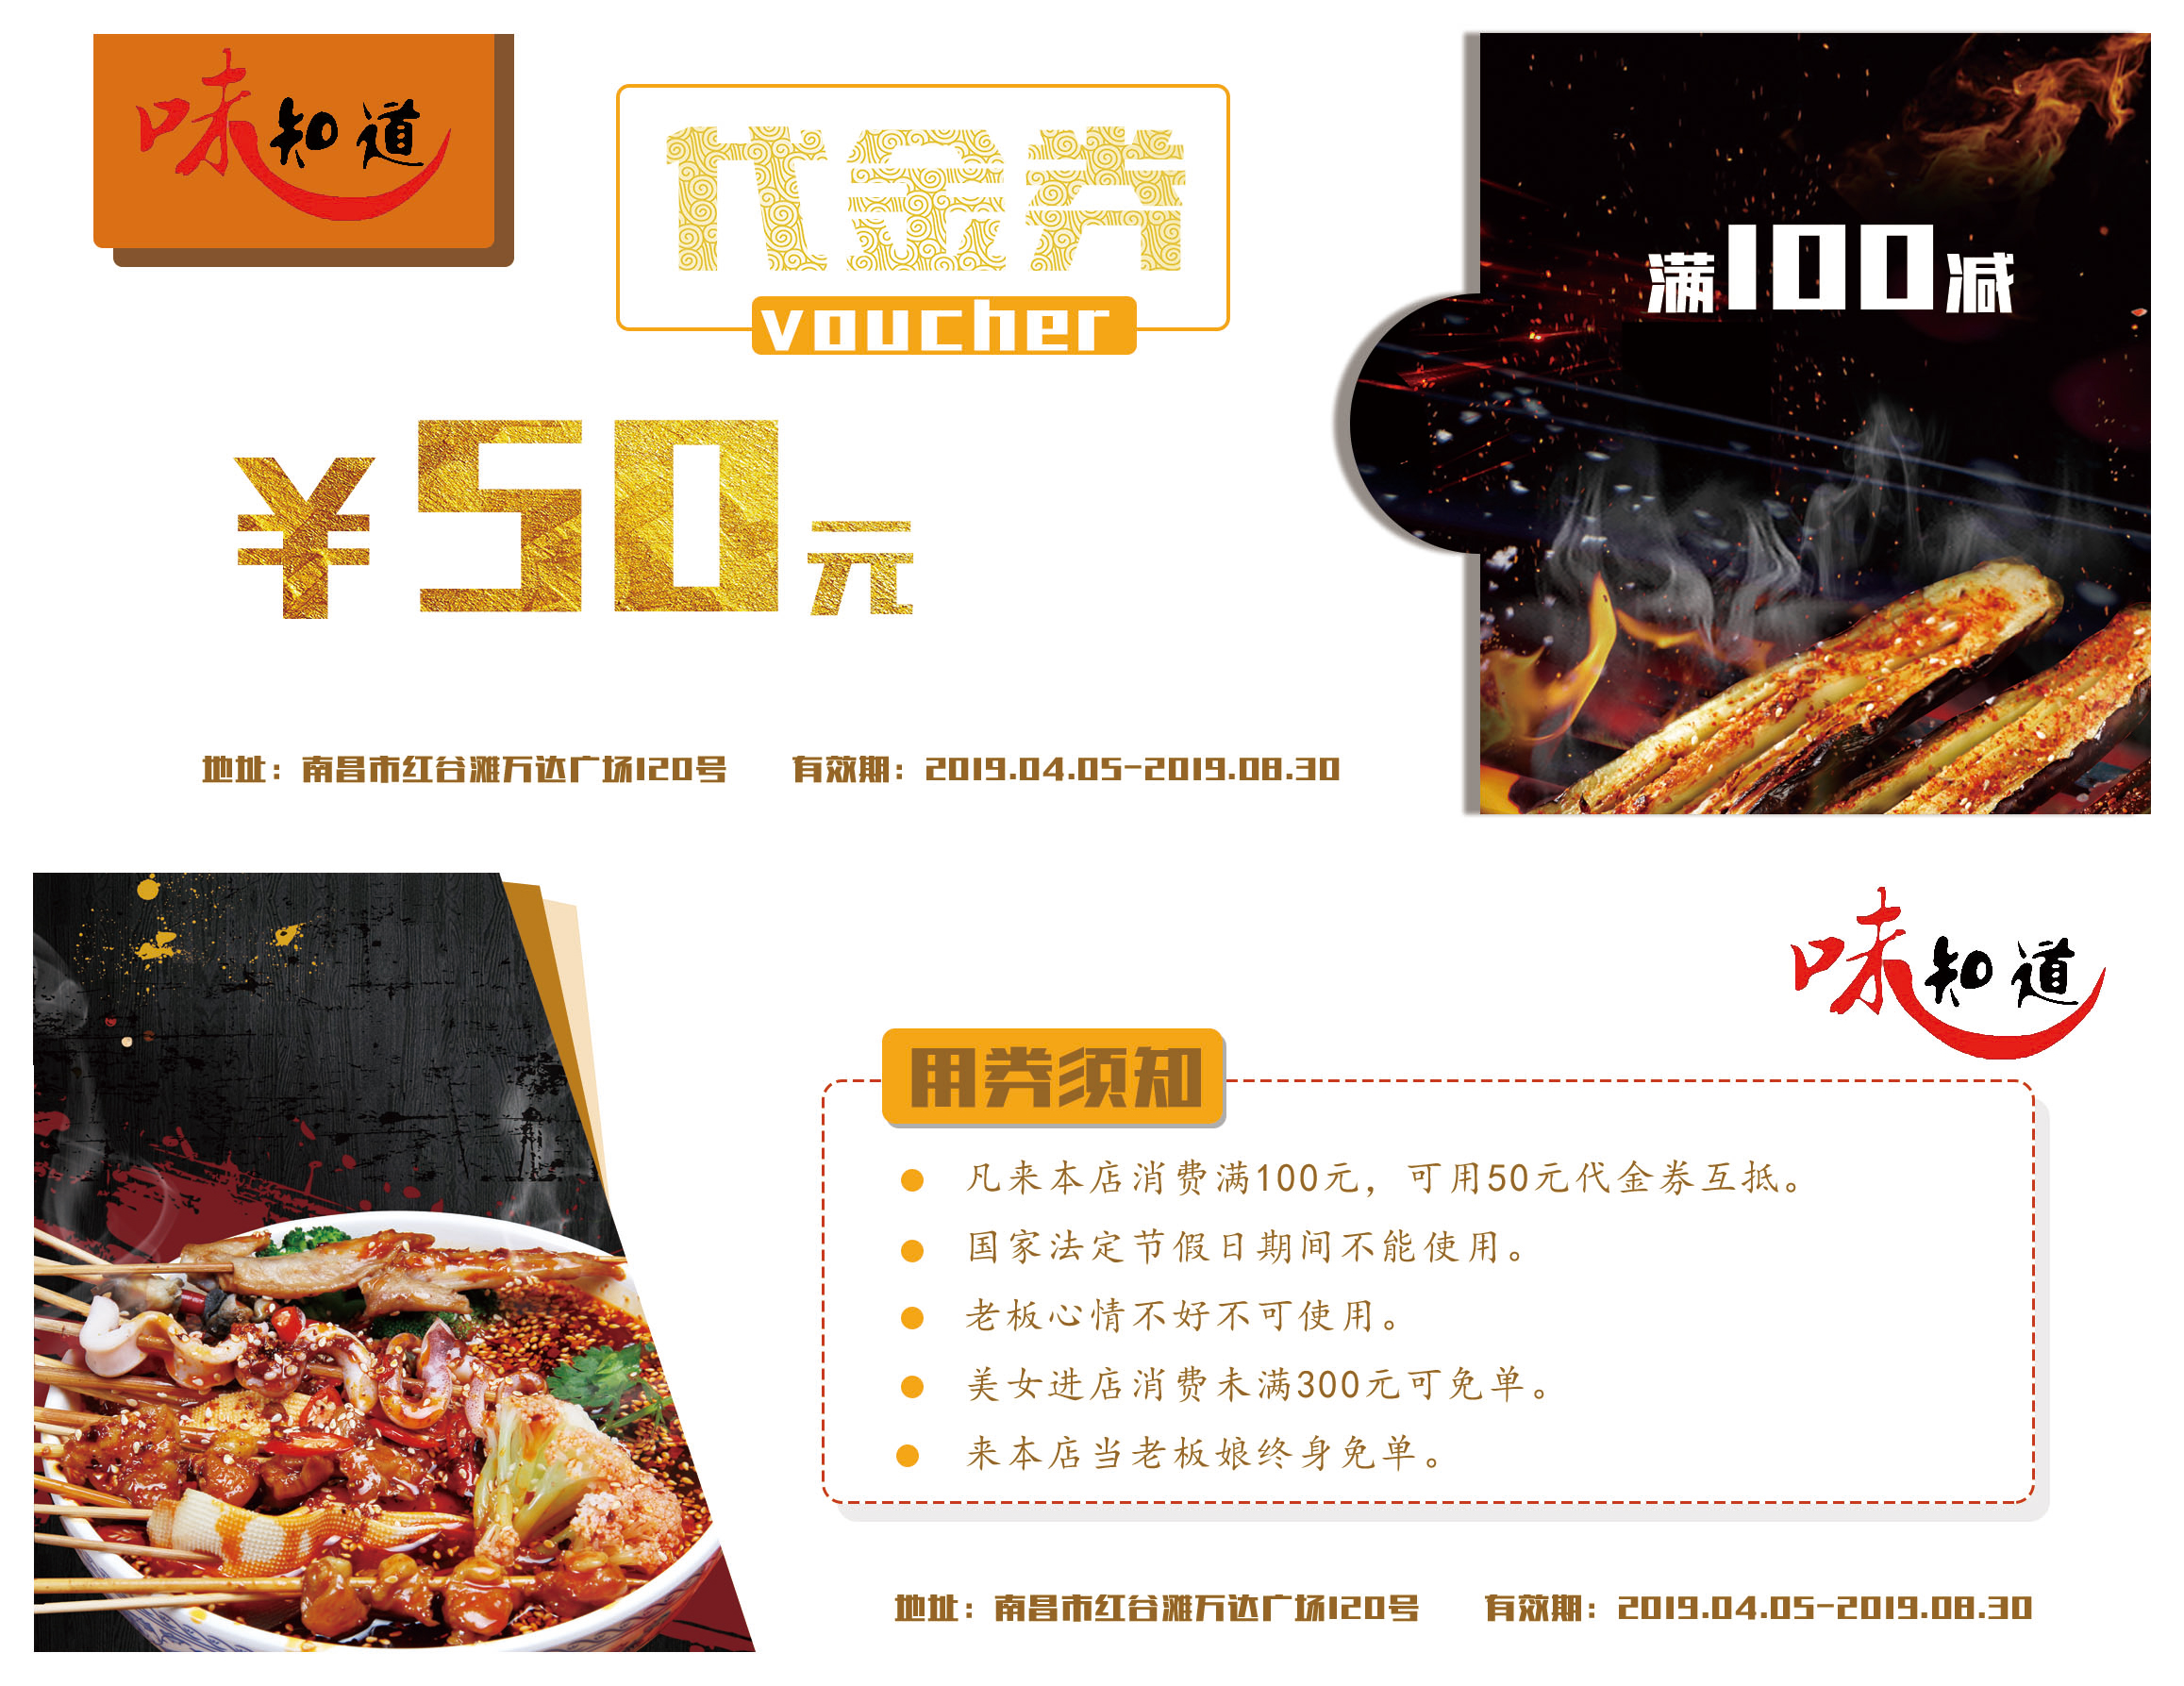 味知道
代金券
voucher
¥50元
满100减
地址：南昌市红谷滩万达广场120号 有效期：2019.04.05-2019.08.30
味知道
用券须知
凡来本店消费满100元，可用50元代金券互抵。
国家法定节假日期间不能使用。
老板心情不好不可使用。
美女进店消费未满300元可免单。
来本店当老板娘终身免单。
地址：南昌市红谷滩万达广场120号 有效期：2019.04.05-2019.08.30